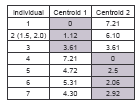 Individual Centroid 1 Centroid 2
1 0 7.21
2 (1.5, 2.0) 1.12 6.10
3 3.61 3.61
4 7.21 0
5 4.72 2.5
6 5.31 2.06
7 4.30 2.92